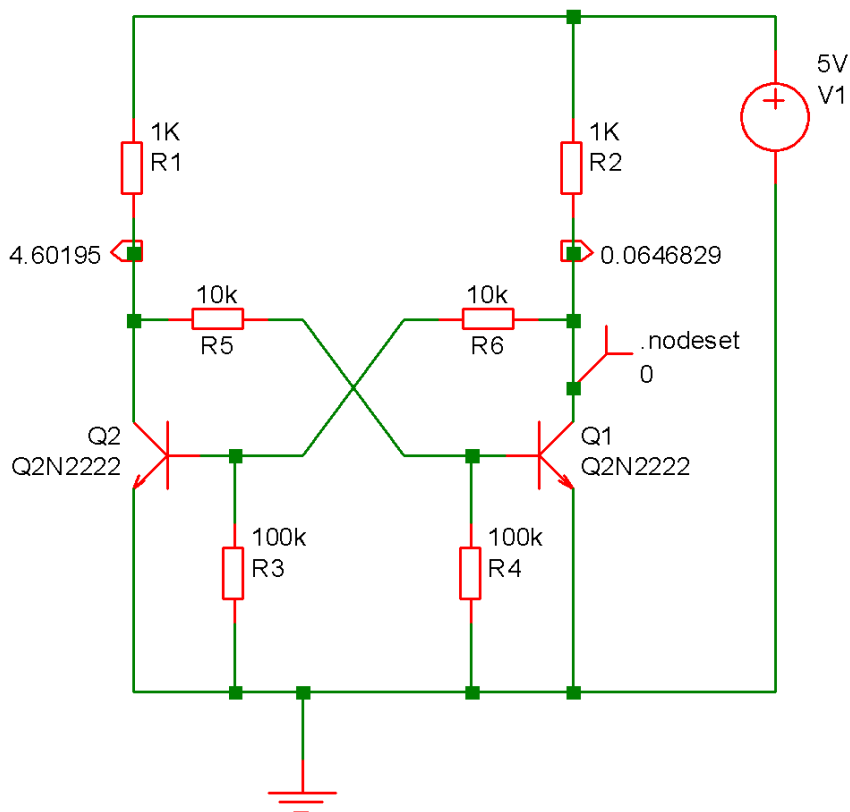 5V
V1
1K
R1
1K
R2
4.60195
0.0646829
10k
R5
10k
R6
.nodeset
0
Q2
Q2N2222
Q1
Q2N2222
100k
R3
100k
R4